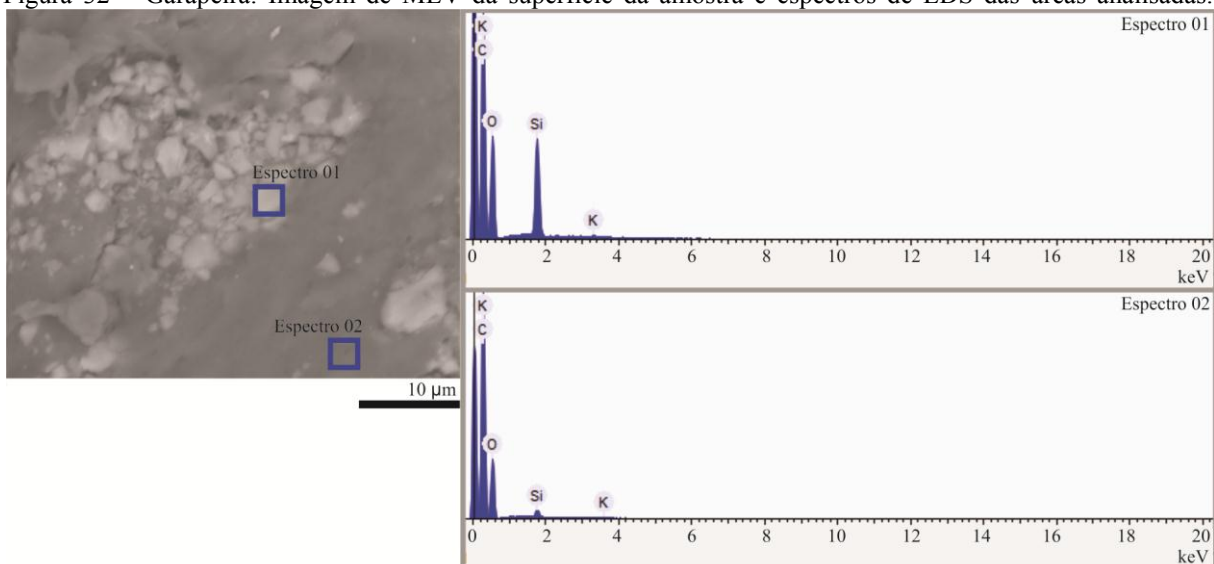 Figura 32 – Garapeira. Imagem de MEV da superfície da amostra e espectros de EDS das áreas analisadas.
Espectro 01
Espectro 02
10 µm
Espectro 01
K
C
O
Si
K
0 2 4 6 8 10 12 14 16 18 20
keV
Espectro 02
K
C
O
Si
K
0 2 4 6 8 10 12 14 16 18 20
keV